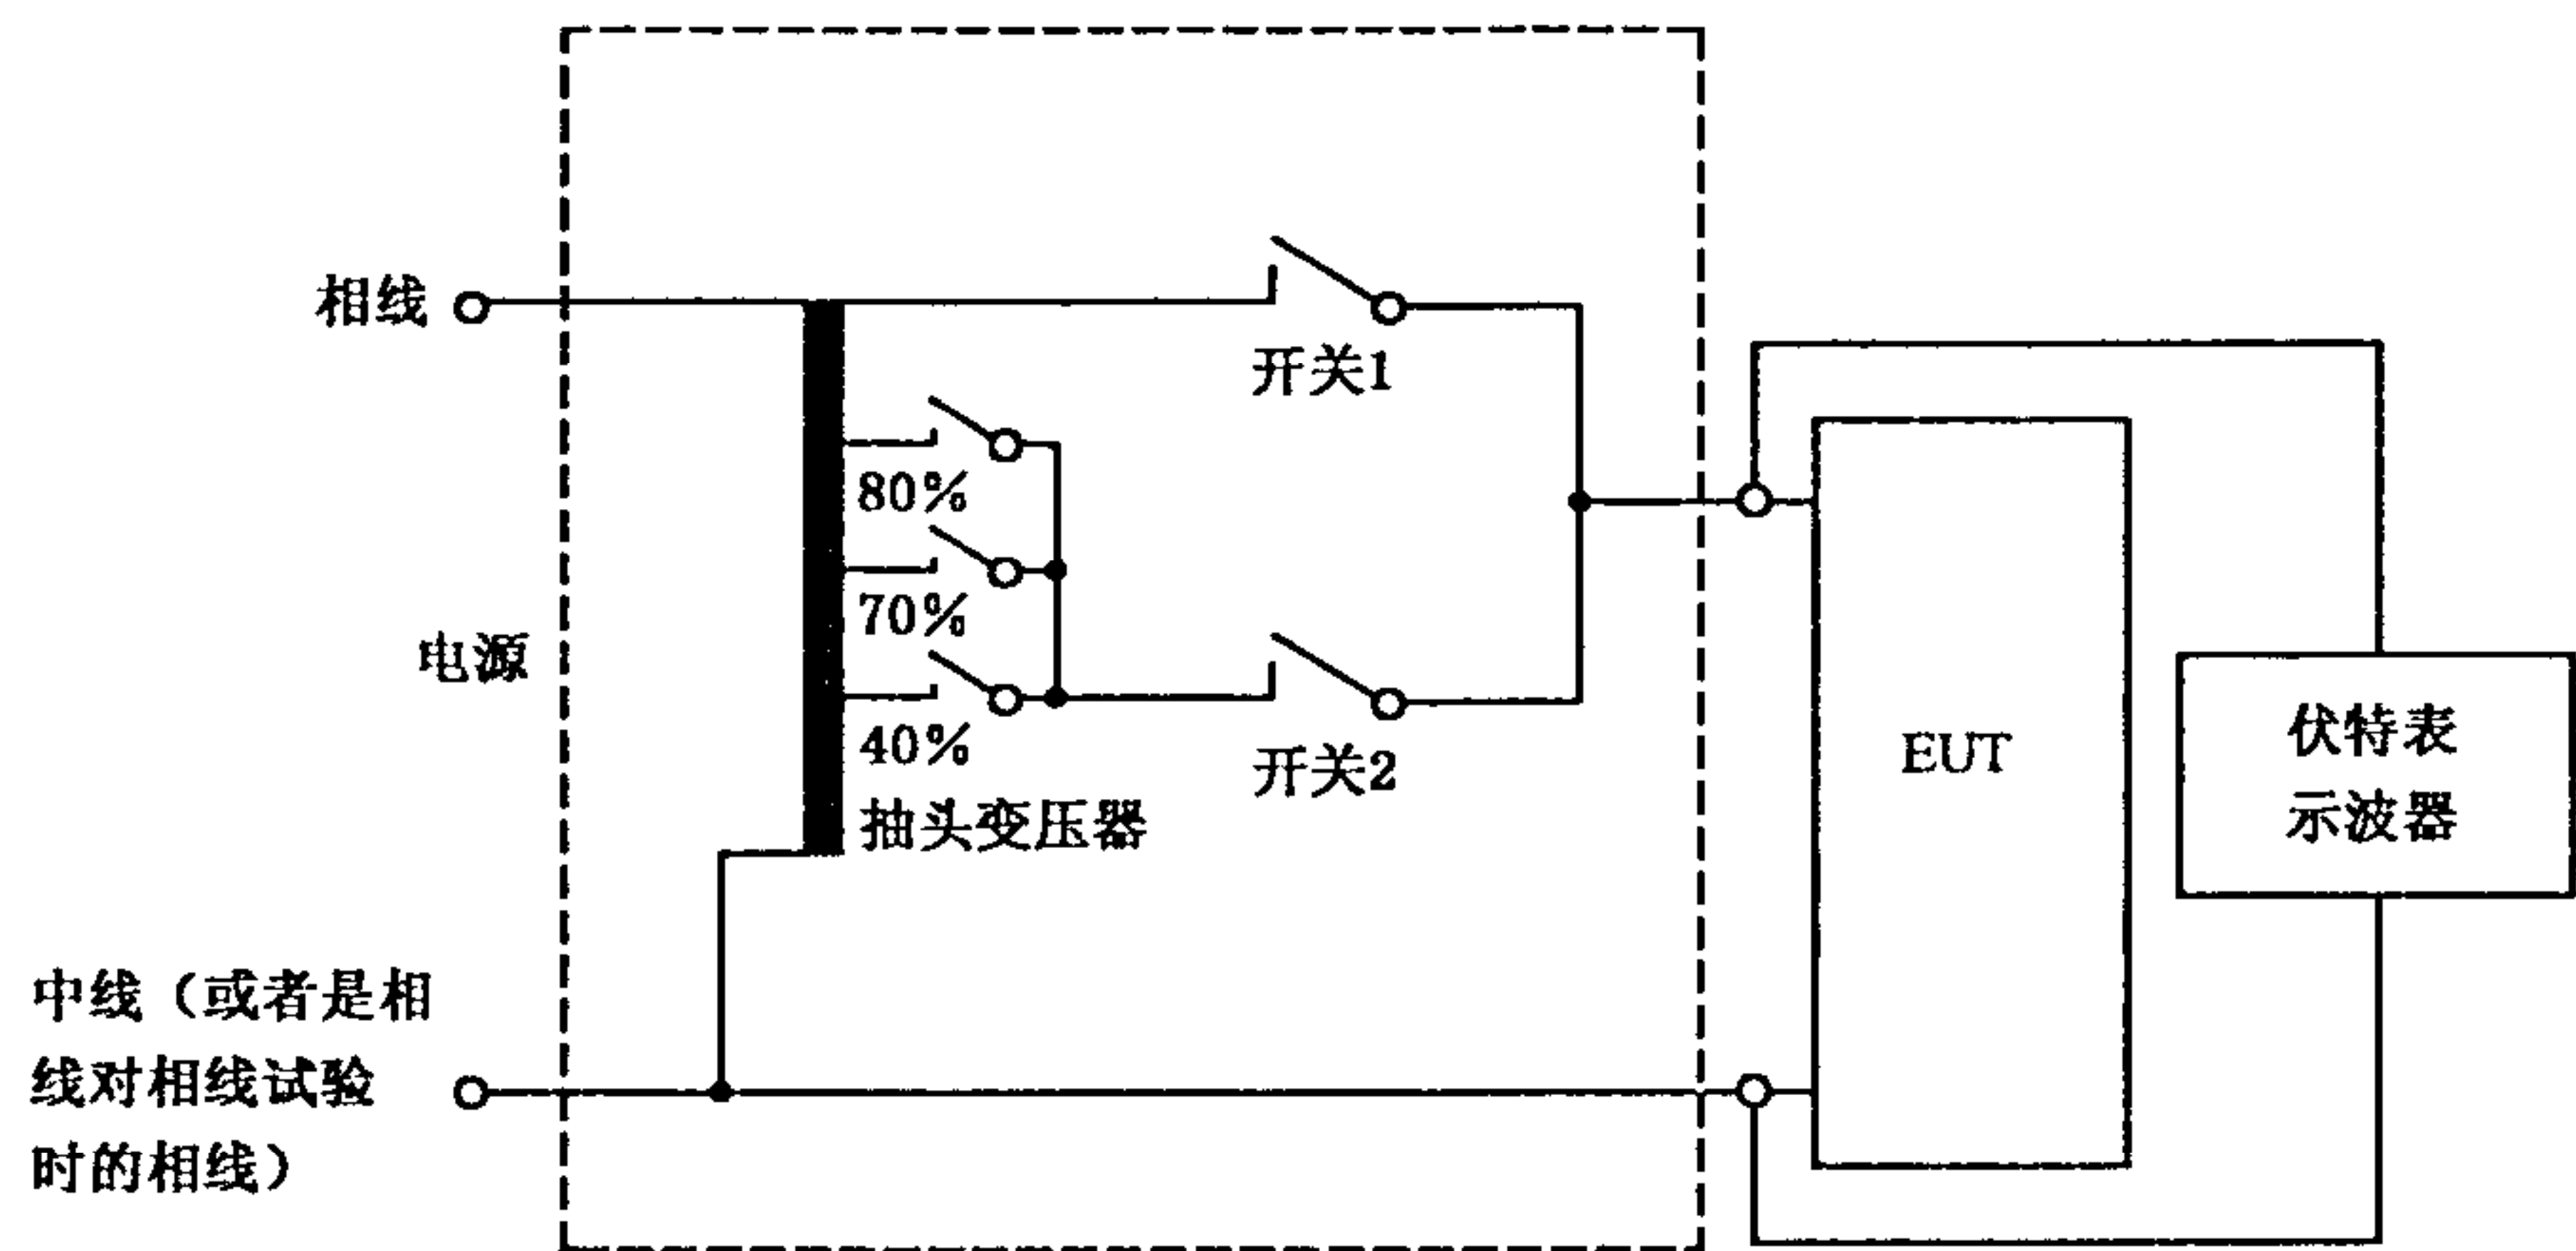 相线
开关1
80%
70%
电源
40%
开关2
抽头变压器
EUT
伏特表
示波器
中线（或者是相
线对相线试验
时的相线）